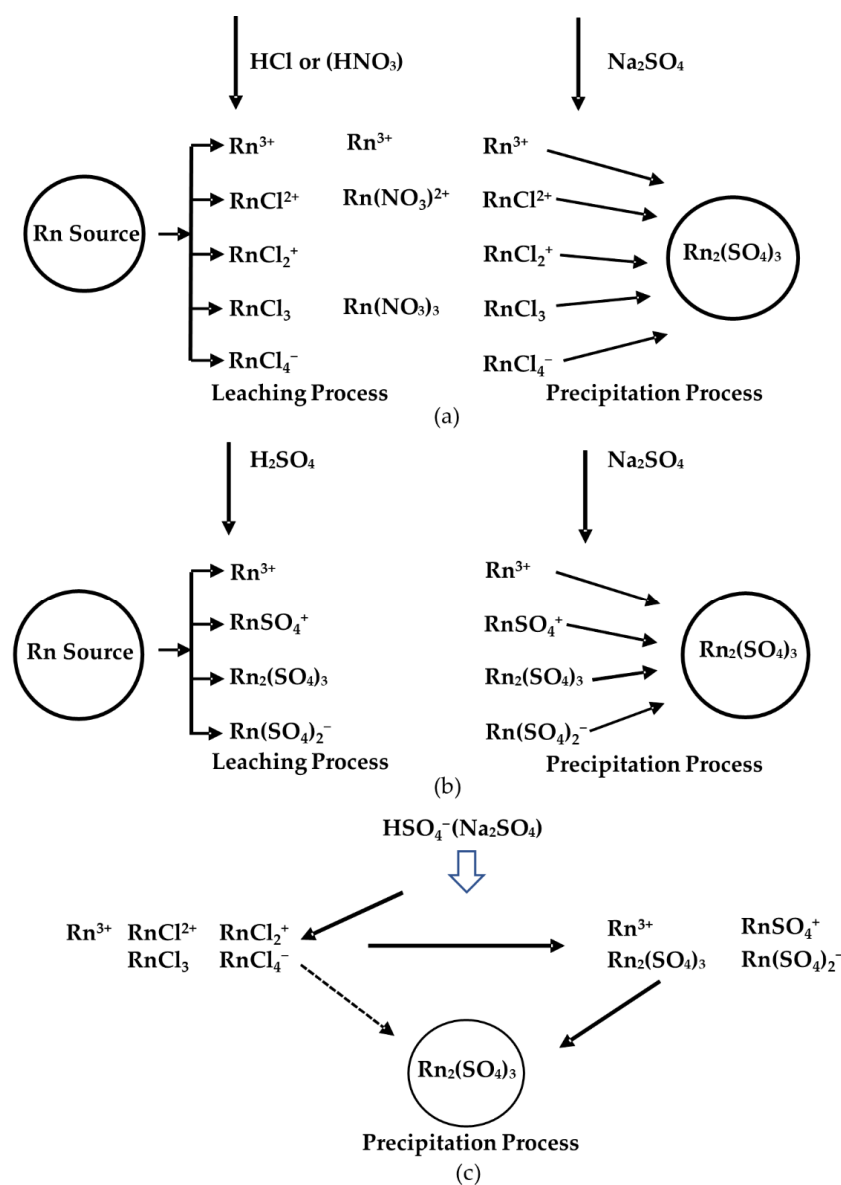 HCl or (HNO₃) Na₂SO₄
Rn³⁺ Rn³⁺ Rn³⁺
RnCl²⁺ Rn(NO₃)²⁺ RnCl²⁺
Rn Source RnCl₂⁺ RnCl₂⁺ Rn₂(SO₄)₃
RnCl₃ Rn(NO₃)₃ RnCl₃
RnCl₄⁻ RnCl₄⁻
Leaching Process Precipitation Process
(a)
H₂SO₄ Na₂SO₄
Rn³⁺ Rn³⁺
RnSO₄⁺ RnSO₄⁺
Rn Source Rn₂(SO₄)₃
Rn₂(SO₄)₃ Rn₂(SO₄)₃
Rn(SO₄)₂⁻ Rn(SO₄)₂⁻
Leaching Process Precipitation Process
(b)
HSO₄⁻(Na₂SO₄)
Rn³⁺ RnCl²⁺ RnCl₂⁺ Rn³⁺ RnSO₄⁺
RnCl₃ RnCl₄⁻ Rn₂(SO₄)₃ Rn(SO₄)₂⁻
Rn₂(SO₄)₃
Precipitation Process
(c)